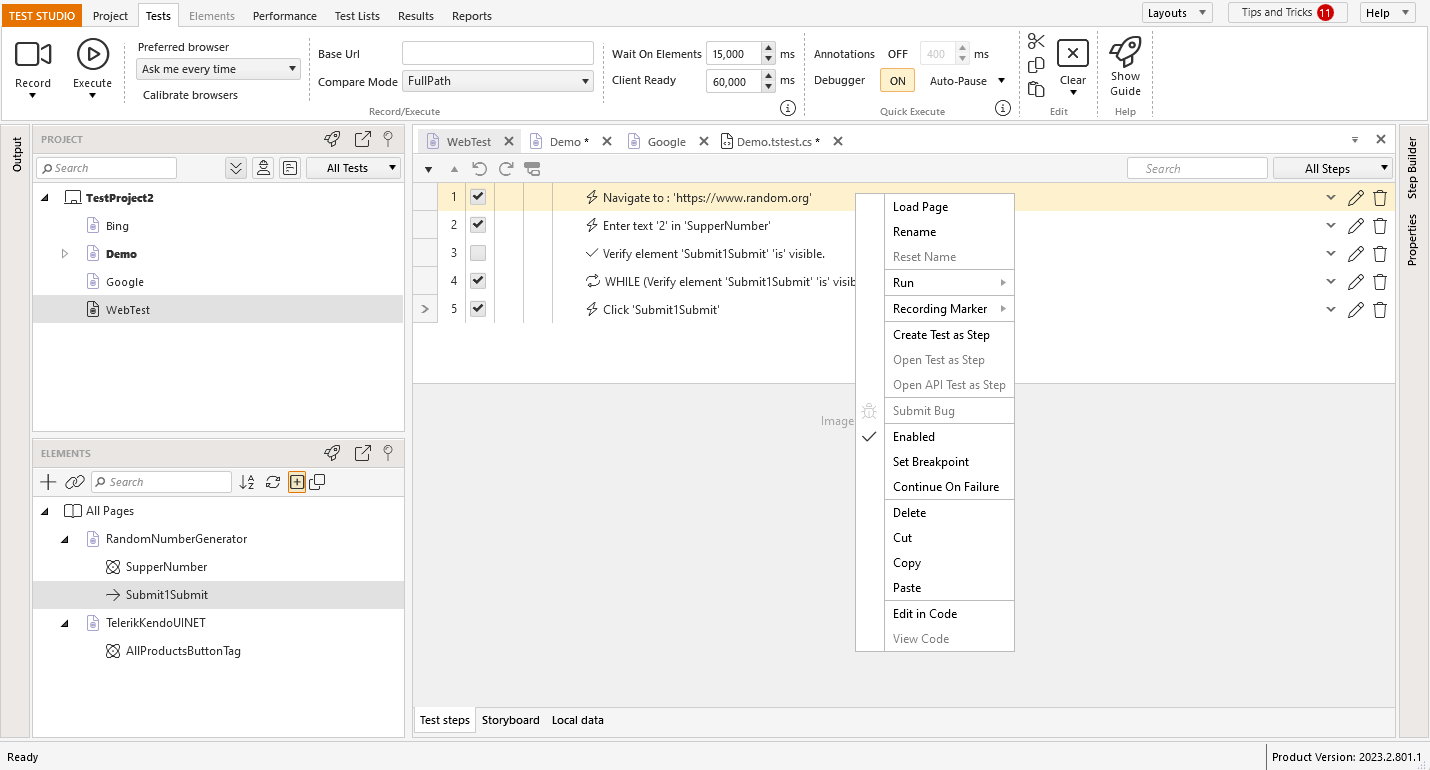 TEST STUDIO Project Tests Elements Performance Test Lists Results Reports Layouts Tips and Tricks 11 Help
Preferred browser
Ask me every time
Calibrate browsers
Record
Execute
Base Url
Compare Mode FullPath
Record/Execute
Wait On Elements 15,000 ms
Client Ready 60,000 ms
Annotations OFF 400 ms
Debugger ON Auto-Pause
Quick Execute
Clear
Edit
Show
Guide
Help
Output
PROJECT
Search
All Tests
TestProject2
Bing
Demo
Google
WebTest
ELEMENTS
Search
All Pages
RandomNumberGenerator
SupperNumber
Submit1Submit
TelerikKendoUINET
AllProductsButtonTag
WebTest Demo * Google Demo.tstest.cs *
Search
All Steps
1 Navigate to : 'https://www.random.org'
2 Enter text '2' in 'SupperNumber'
3 Verify element 'Submit1Submit' 'is' visible.
4 WHILE (Verify element 'Submit1Submit' 'is' visib
5 Click 'Submit1Submit'
Image
Load Page
Rename
Reset Name
Run
Recording Marker
Create Test as Step
Open Test as Step
Open API Test as Step
Submit Bug
Enabled
Set Breakpoint
Continue On Failure
Delete
Cut
Copy
Paste
Edit in Code
View Code
Test steps Storyboard Local data
Step Builder
Properties
Ready
Product Version: 2023.2.801.1